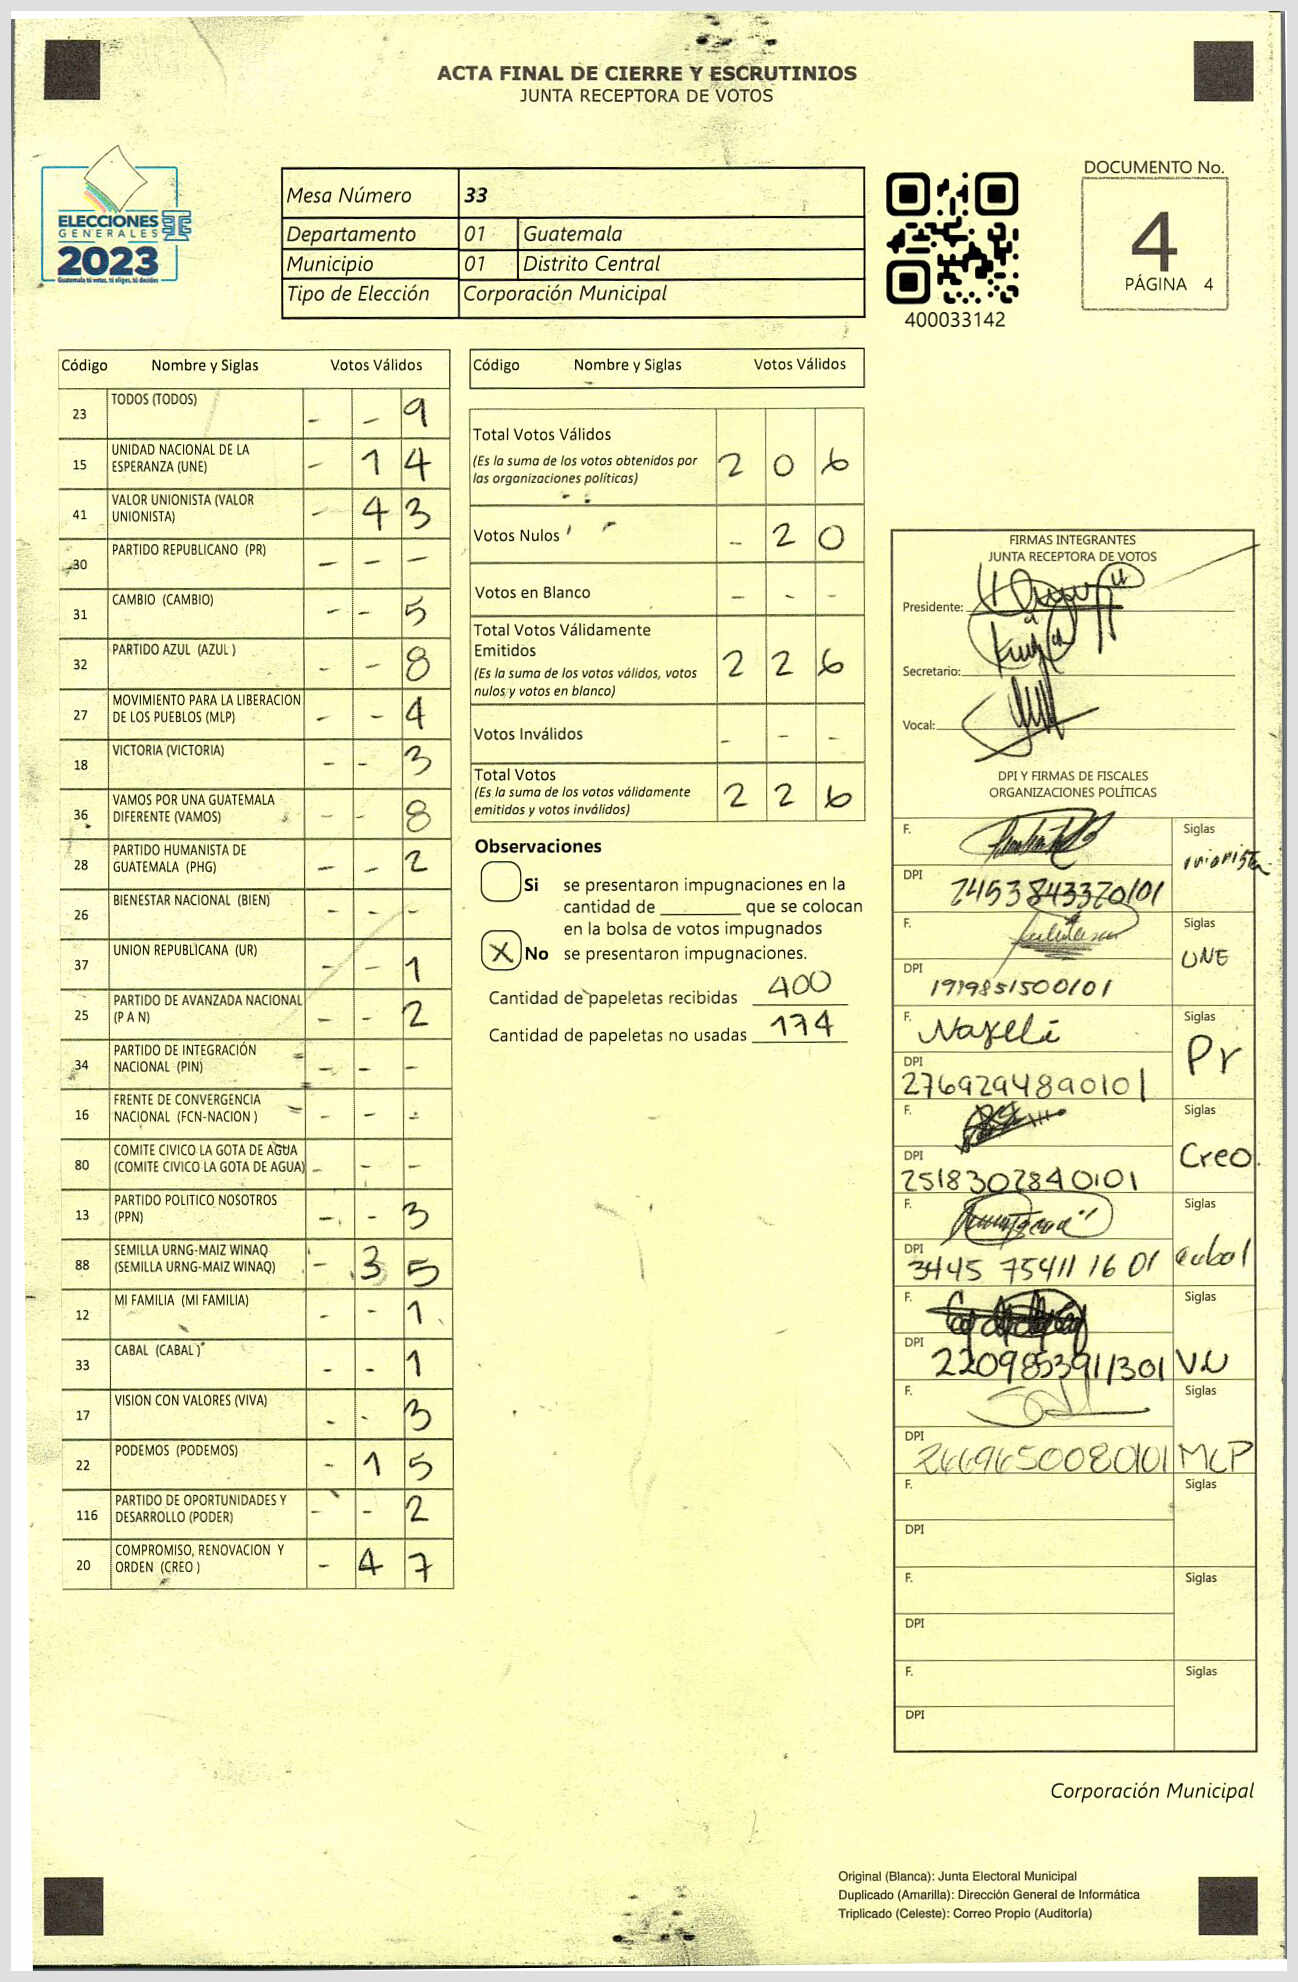 ACTA FINAL DE CIERRE Y ESCRUTINIOS
JUNTA RECEPTORA DE VOTOS
ELECCIONES
GENERALES
2023
Guatemala tú votas, tú eliges, tú decides
Mesa Número 33
Departamento 01 Guatemala
Municipio 01 Distrito Central
Tipo de Elección Corporación Municipal
400033142
DOCUMENTO No.
4
PÁGINA 4
Código Nombre y Siglas Votos Válidos
23 TODOS (TODOS) - - 9
15 UNIDAD NACIONAL DE LA ESPERANZA (UNE) - 1 4
41 VALOR UNIONISTA (VALOR UNIONISTA) - 4 3
30 PARTIDO REPUBLICANO (PR) - - -
31 CAMBIO (CAMBIO) - - 5
32 PARTIDO AZUL (AZUL ) - - 8
27 MOVIMIENTO PARA LA LIBERACION DE LOS PUEBLOS (MLP) - - 4
18 VICTORIA (VICTORIA) - - 3
36 VAMOS POR UNA GUATEMALA DIFERENTE (VAMOS) - - 8
28 PARTIDO HUMANISTA DE GUATEMALA (PHG) - - 2
26 BIENESTAR NACIONAL (BIEN) - - -
37 UNION REPUBLICANA (UR) - - 1
25 PARTIDO DE AVANZADA NACIONAL (P A N) - - 2
34 PARTIDO DE INTEGRACIÓN NACIONAL (PIN) - - -
16 FRENTE DE CONVERGENCIA NACIONAL (FCN-NACION ) - - -
80 COMITE CIVICO LA GOTA DE AGUA (COMITE CIVICO LA GOTA DE AGUA) - - -
13 PARTIDO POLITICO NOSOTROS (PPN) - - 3
88 SEMILLA URNG-MAIZ WINAQ (SEMILLA URNG-MAIZ WINAQ) - 3 5
12 MI FAMILIA (MI FAMILIA) - - 1
33 CABAL (CABAL ) - - 1
17 VISION CON VALORES (VIVA) - - 3
22 PODEMOS (PODEMOS) - 1 5
116 PARTIDO DE OPORTUNIDADES Y DESARROLLO (PODER) - - 2
20 COMPROMISO, RENOVACION Y ORDEN (CREO ) - 4 7
Código Nombre y Siglas Votos Válidos
Total Votos Válidos 2 0 6
(Es la suma de los votos obtenidos por
las organizaciones políticas)
Votos Nulos - 2 0
Votos en Blanco - - -
Total Votos Válidamente
Emitidos 2 2 6
(Es la suma de los votos válidos, votos
nulos y votos en blanco)
Votos Inválidos - - -
Total Votos 2 2 6
(Es la suma de los votos válidamente
emitidos y votos inválidos)
Observaciones
Si se presentaron impugnaciones en la
cantidad de ________ que se colocan
en la bolsa de votos impugnados
X No se presentaron impugnaciones.
Cantidad de papeletas recibidas 400
Cantidad de papeletas no usadas 174
FIRMAS INTEGRANTES
JUNTA RECEPTORA DE VOTOS
Presidente:
Secretario:
Vocal:
DPI Y FIRMAS DE FISCALES
ORGANIZACIONES POLÍTICAS
F. Siglas unionista
DPI 2453843370101
F. Siglas UNE
DPI 1919851500101
F. Nayelli Siglas Pr
DPI 2769294890101
F. Siglas Creo.
DPI 2518302840101
F. Siglas cabal
DPI 3445 75411 16 01
F. Siglas V.U
DPI 2209853911301
F. Siglas MLP
DPI 2669650080101
F. Siglas
DPI
F. Siglas
DPI
F. Siglas
DPI
Corporación Municipal
Original (Blanca): Junta Electoral Municipal
Duplicado (Amarilla): Dirección General de Informática
Triplicado (Celeste): Correo Propio (Auditoría)